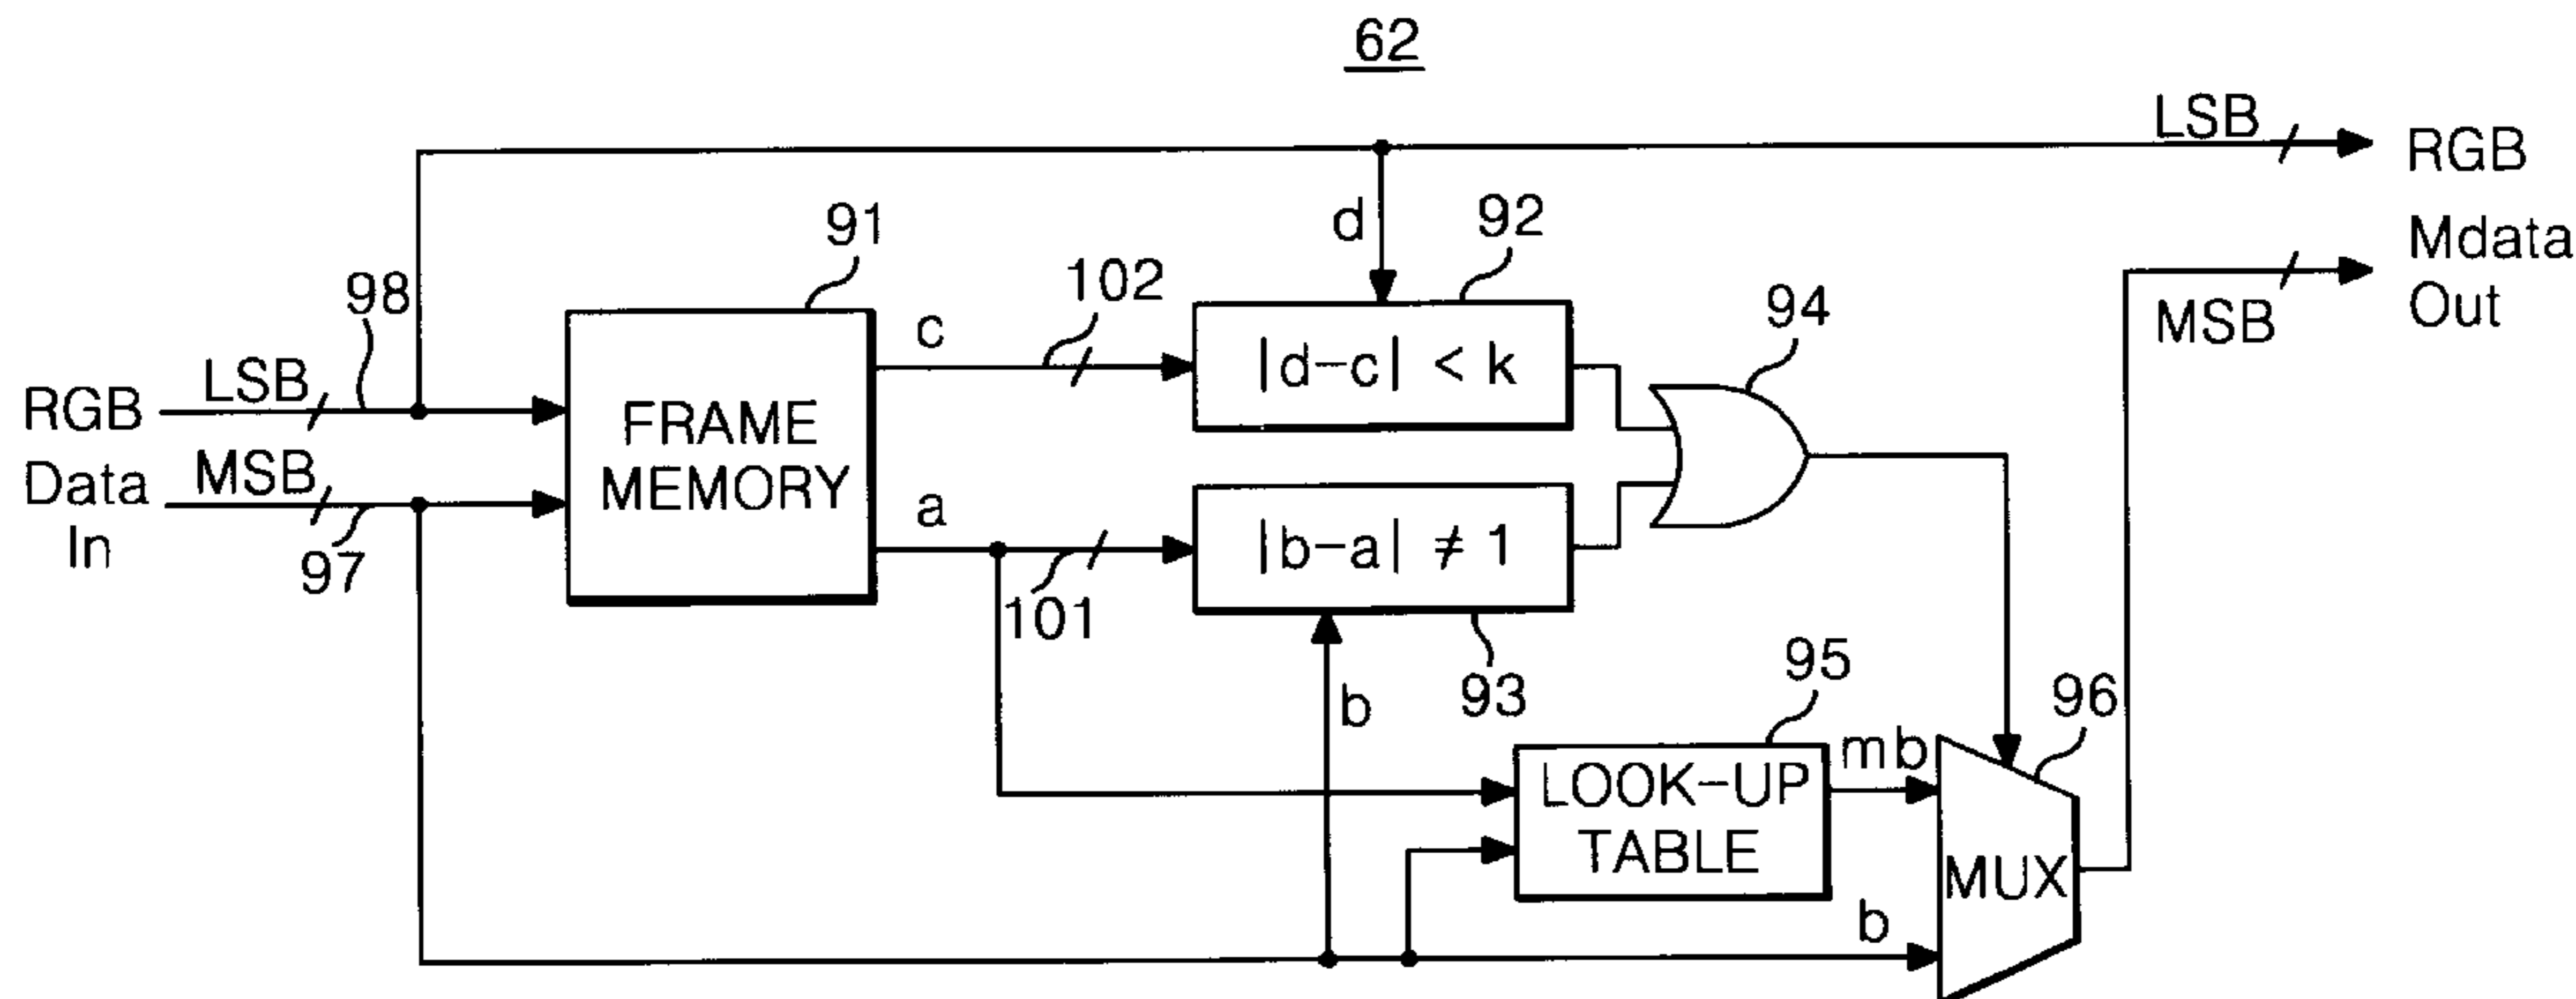 62
LSB
RGB
Mdata
Out
MSB
91
92
d
98
102
c
94
|d-c| < k
LSB
RGB
Data
In
MSB
97
FRAME
MEMORY
a
|b-a| ≠ 1
101
93
b
95
96
mb
LOOK-UP
TABLE
MUX
b